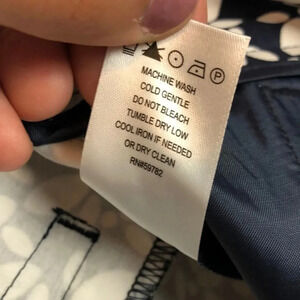 P
MACHINE WASH
COLD GENTLE
DO NOT BLEACH
TUMBLE DRY LOW
COOL IRON IF NEEDED
OR DRY CLEAN
RN#59782